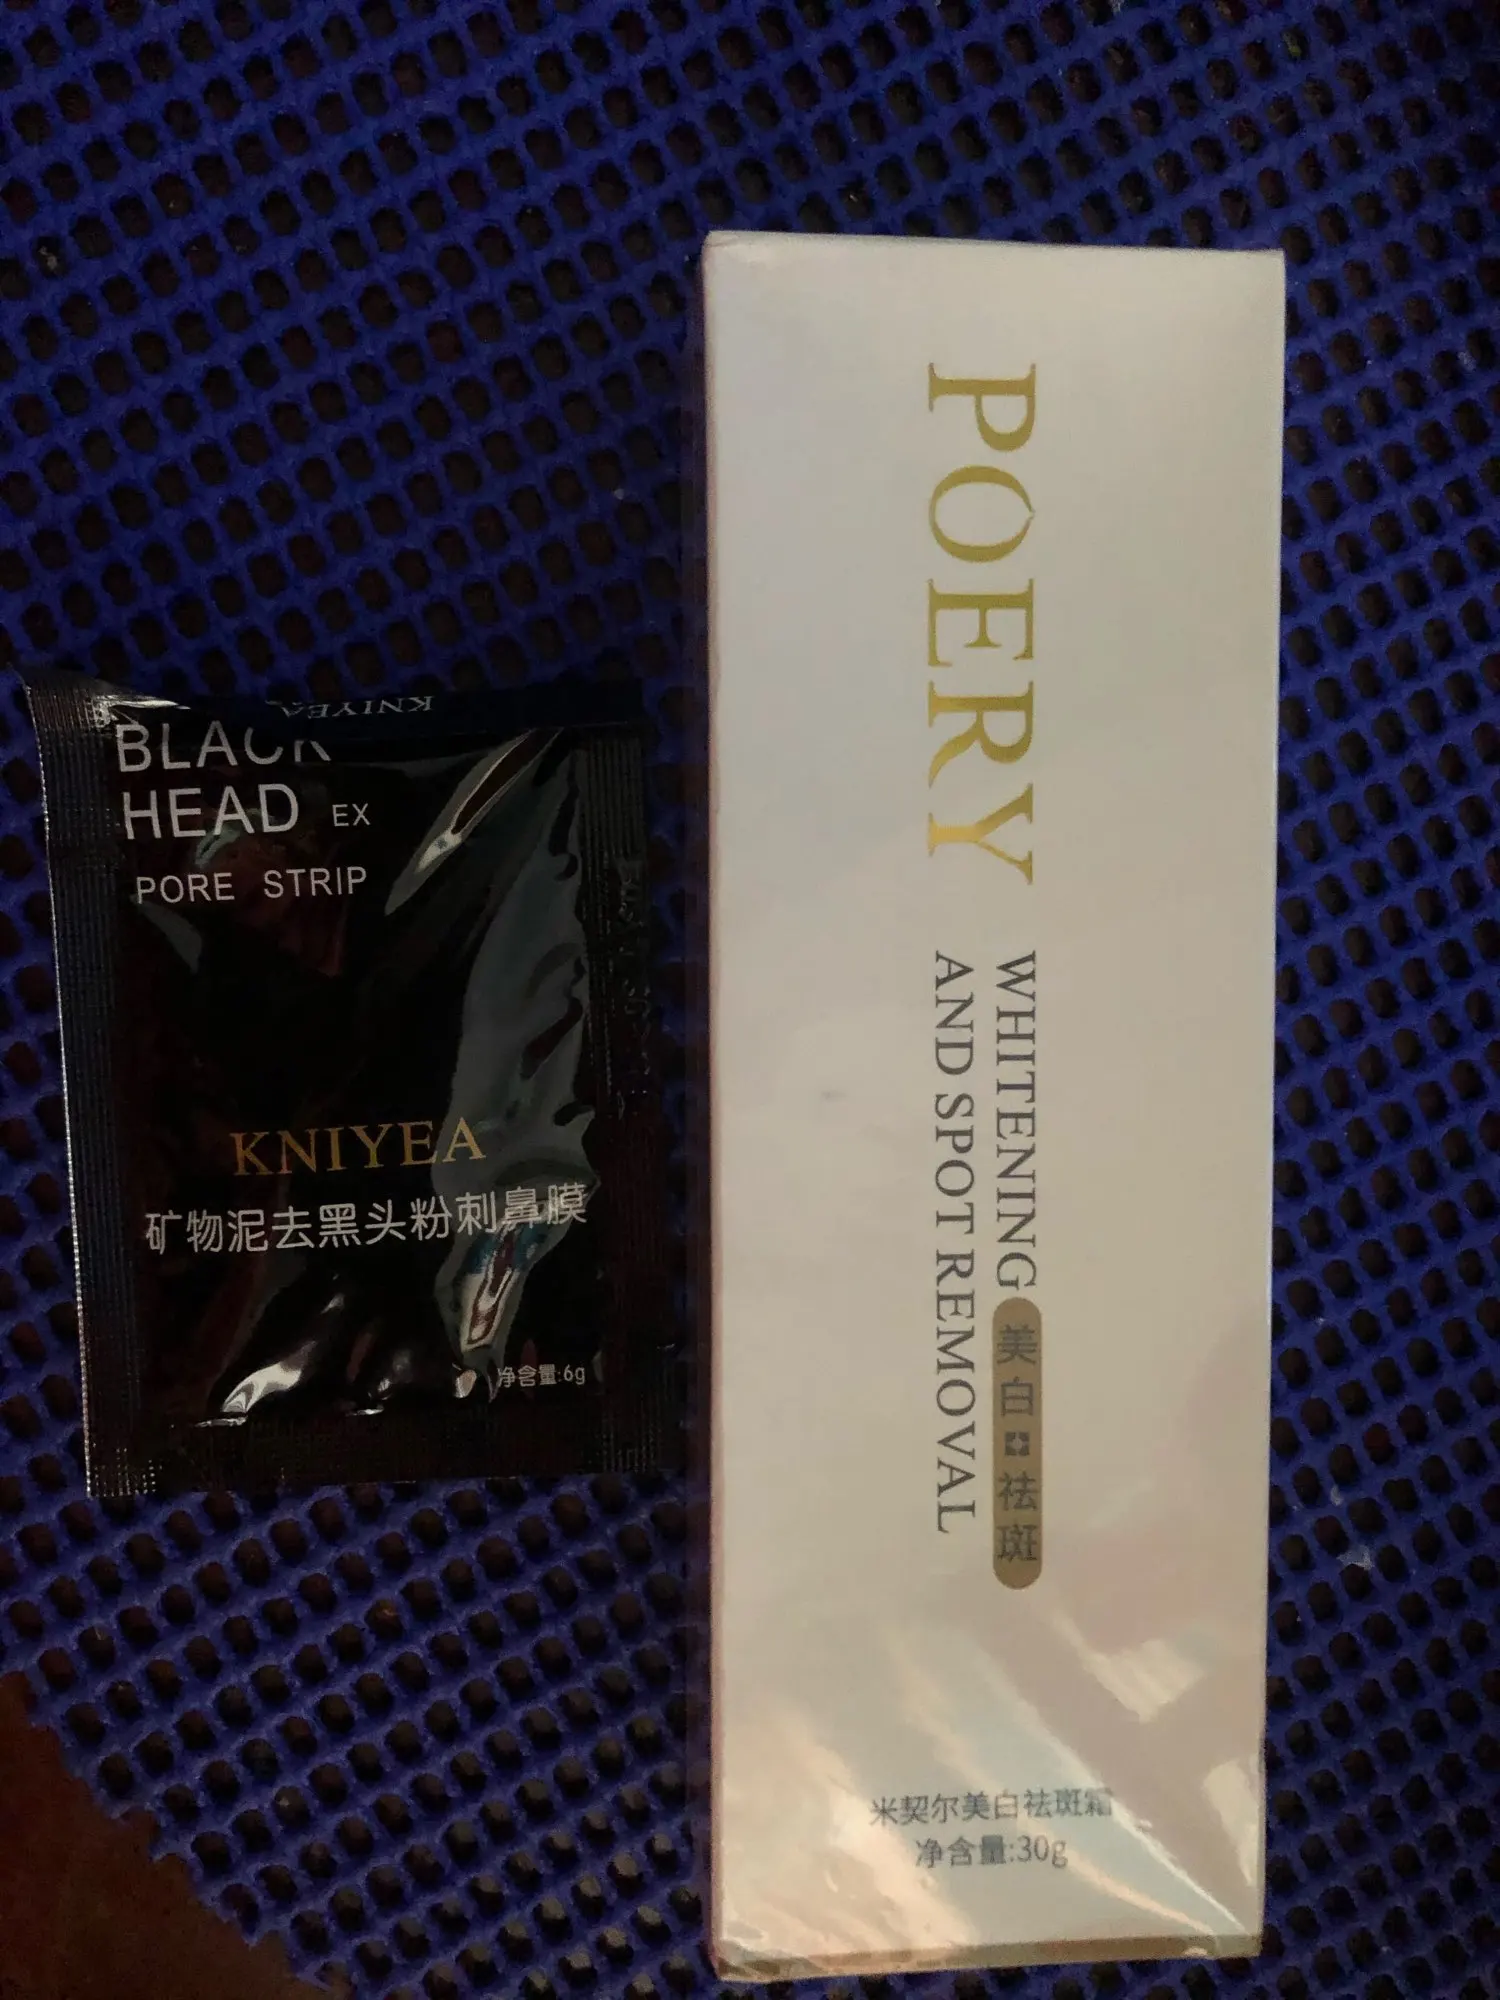 KNIYEA
BLACK
HEAD EX
PORE STRIP
KNIYEA
矿物泥去黑头粉刺鼻膜
净含量:6g
POERY
WHITENING
AND SPOT REMOVAL
美白祛斑
米契尔美白祛斑霜
净含量:30g